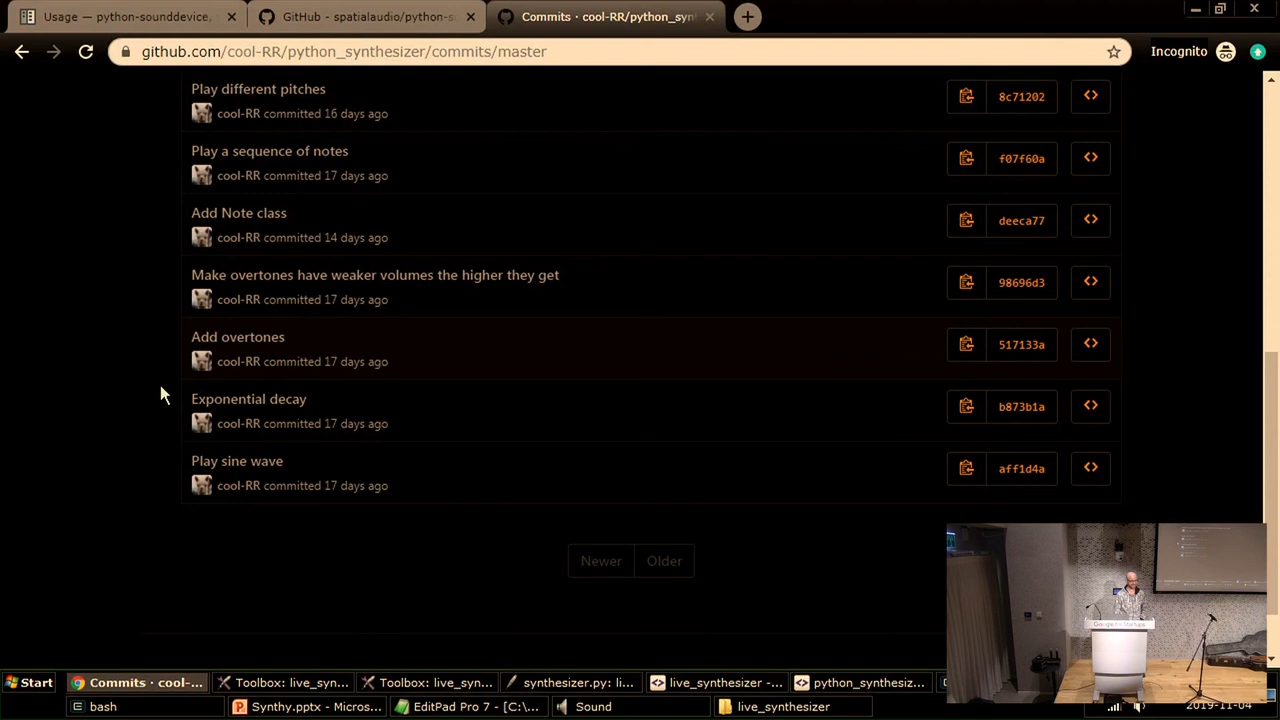 Usage — python-sounddevice,
GitHub - spatialaudio/python-s
Commits · cool-RR/python_syn
github.com/cool-RR/python_synthesizer/commits/master
Incognito
Play different pitches
cool-RR committed 16 days ago
8c71202
Play a sequence of notes
cool-RR committed 17 days ago
f07f60a
Add Note class
cool-RR committed 14 days ago
deeca77
Make overtones have weaker volumes the higher they get
cool-RR committed 17 days ago
98696d3
Add overtones
cool-RR committed 17 days ago
517133a
Exponential decay
cool-RR committed 17 days ago
b873b1a
Play sine wave
cool-RR committed 17 days ago
aff1d4a
Newer Older
Google for Startups
Start
Commits · cool-...
Toolbox: live_syn...
Toolbox: live_syn...
synthesizer.py: li...
live_synthesizer -...
python_synthesiz...
bash
Synthy.pptx - Micros...
EditPad Pro 7 - [C:\...
Sound
live_synthesizer
2019-11-04